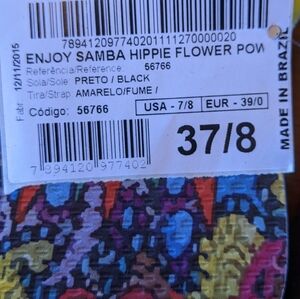 7894120977402011112700000020
ENJOY SAMBA HIPPIE FLOWER POW
Referência/Reference: 56766
Sola/Sole: PRETO / BLACK
Tira/Strap: AMARELO/FUME /
Código: 56766
USA - 7/8 EUR - 39/0
37/8
7 894120 977402
Fabr. 12/11/2015
MADE IN BRAZIL